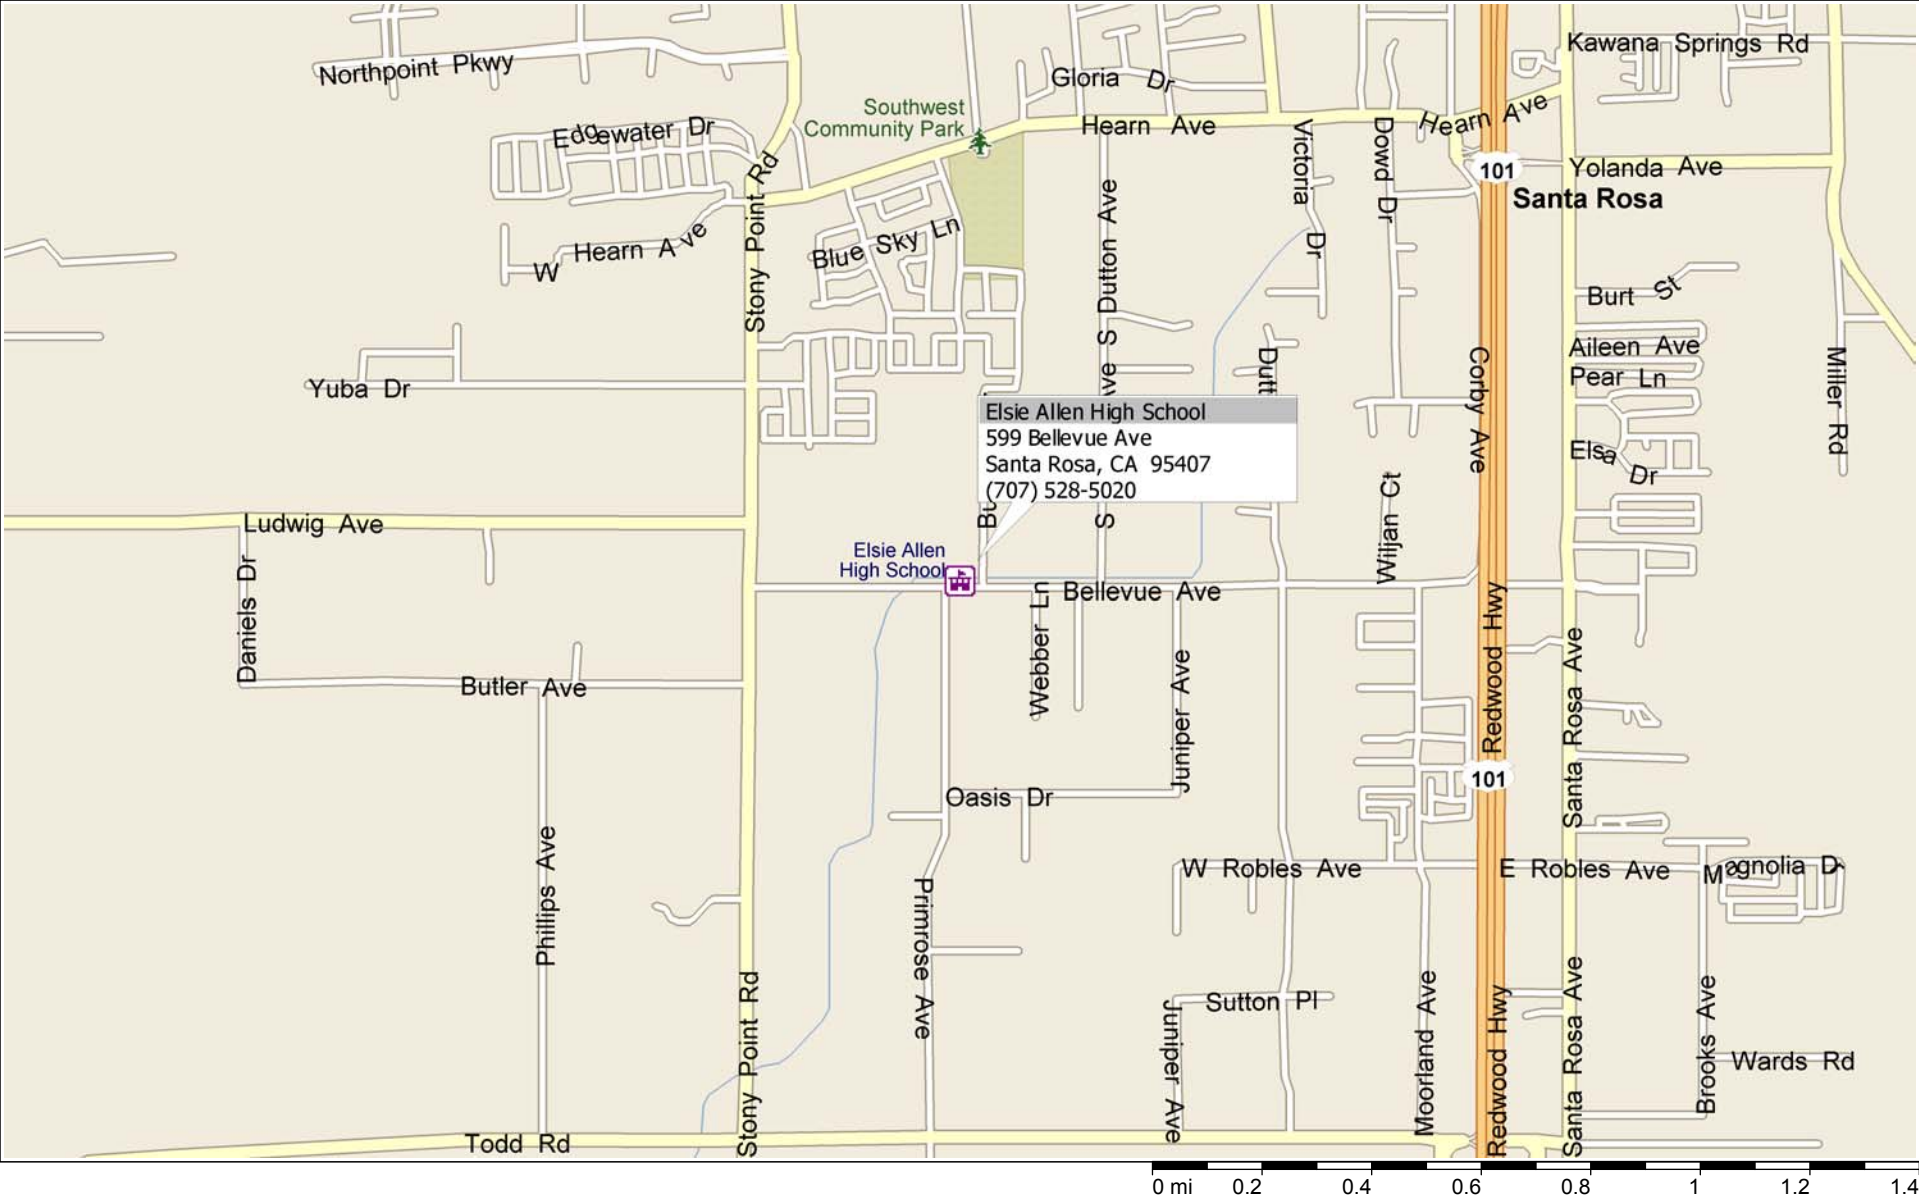 Northpoint Pkwy
Kawana Springs Rd
Gloria Dr
Southwest
Community Park
Hearn Ave
Hearn Ave
Edgewater Dr
Victoria Dr
Dowd Dr
101
Yolanda Ave
Santa Rosa
Stony Point Rd
W Hearn Ave
Blue Sky Ln
S Dutton Ave
Burt St
Aileen Ave
Pear Ln
Miller Rd
Corby Ave
Yuba Dr
Dutt
Ave
S
Elsie Allen High School
599 Bellevue Ave
Santa Rosa, CA 95407
(707) 528-5020
Elsa Dr
Wiljan Ct
Ludwig Ave
Elsie Allen
High School
Bellevue Ave
Daniels Dr
Webber Ln
Redwood Hwy
Butler Ave
Juniper Ave
Santa Rosa Ave
101
Oasis Dr
W Robles Ave
E Robles Ave
Magnolia Dr
Phillips Ave
Primrose Ave
Stony Point Rd
Sutton Pl
Juniper Ave
Moorland Ave
Redwood Hwy
Santa Rosa Ave
Brooks Ave
Wards Rd
Todd Rd
0 mi 0.2 0.4 0.6 0.8 1 1.2 1.4